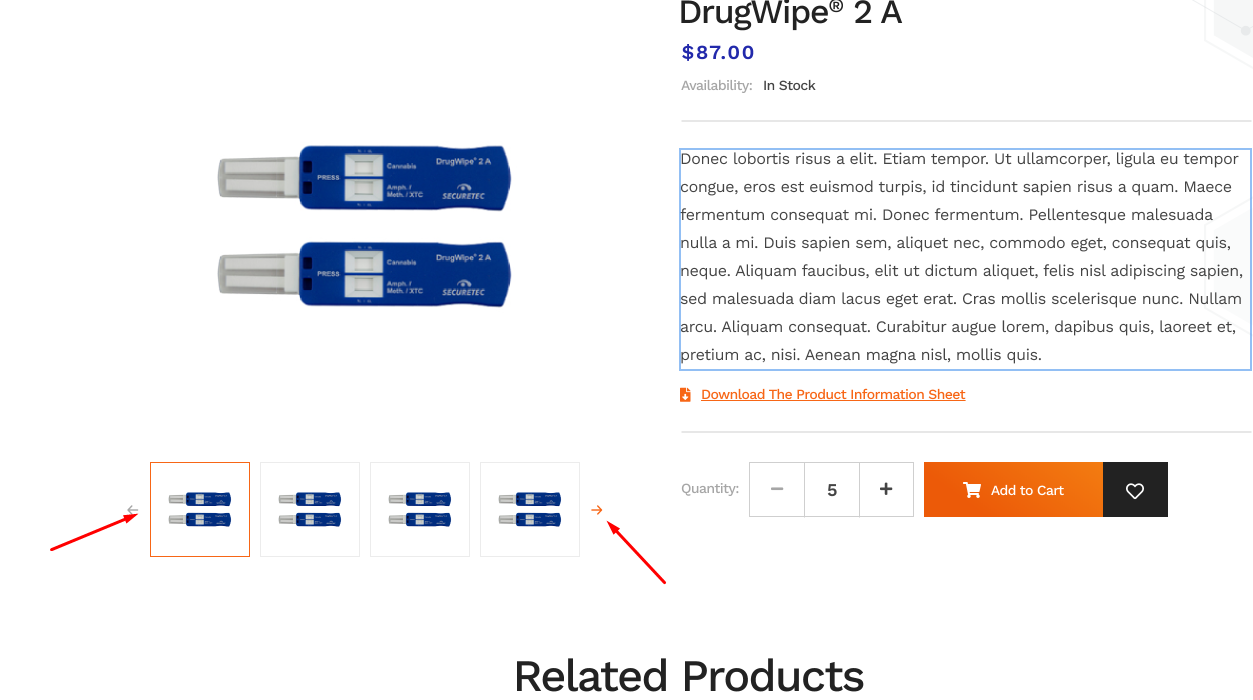 DrugWipe® 2 A
$87.00
Availability: In Stock
Donec lobortis risus a elit. Etiam tempor. Ut ullamcorper, ligula eu tempor
congue, eros est euismod turpis, id tincidunt sapien risus a quam. Maece
fermentum consequat mi. Donec fermentum. Pellentesque malesuada
nulla a mi. Duis sapien sem, aliquet nec, commodo eget, consequat quis,
neque. Aliquam faucibus, elit ut dictum aliquet, felis nisl adipiscing sapien,
sed malesuada diam lacus eget erat. Cras mollis scelerisque nunc. Nullam
arcu. Aliquam consequat. Curabitur augue lorem, dapibus quis, laoreet et,
pretium ac, nisi. Aenean magna nisl, mollis quis.
Download The Product Information Sheet
Quantity: 5
Add to Cart
PRESS
Cannabis
Amph. /
Meth. / XTC
DrugWipe® 2 A
SECURETEC
PRESS
Cannabis
Amph. /
Meth. / XTC
DrugWipe® 2 A
SECURETEC
Related Products